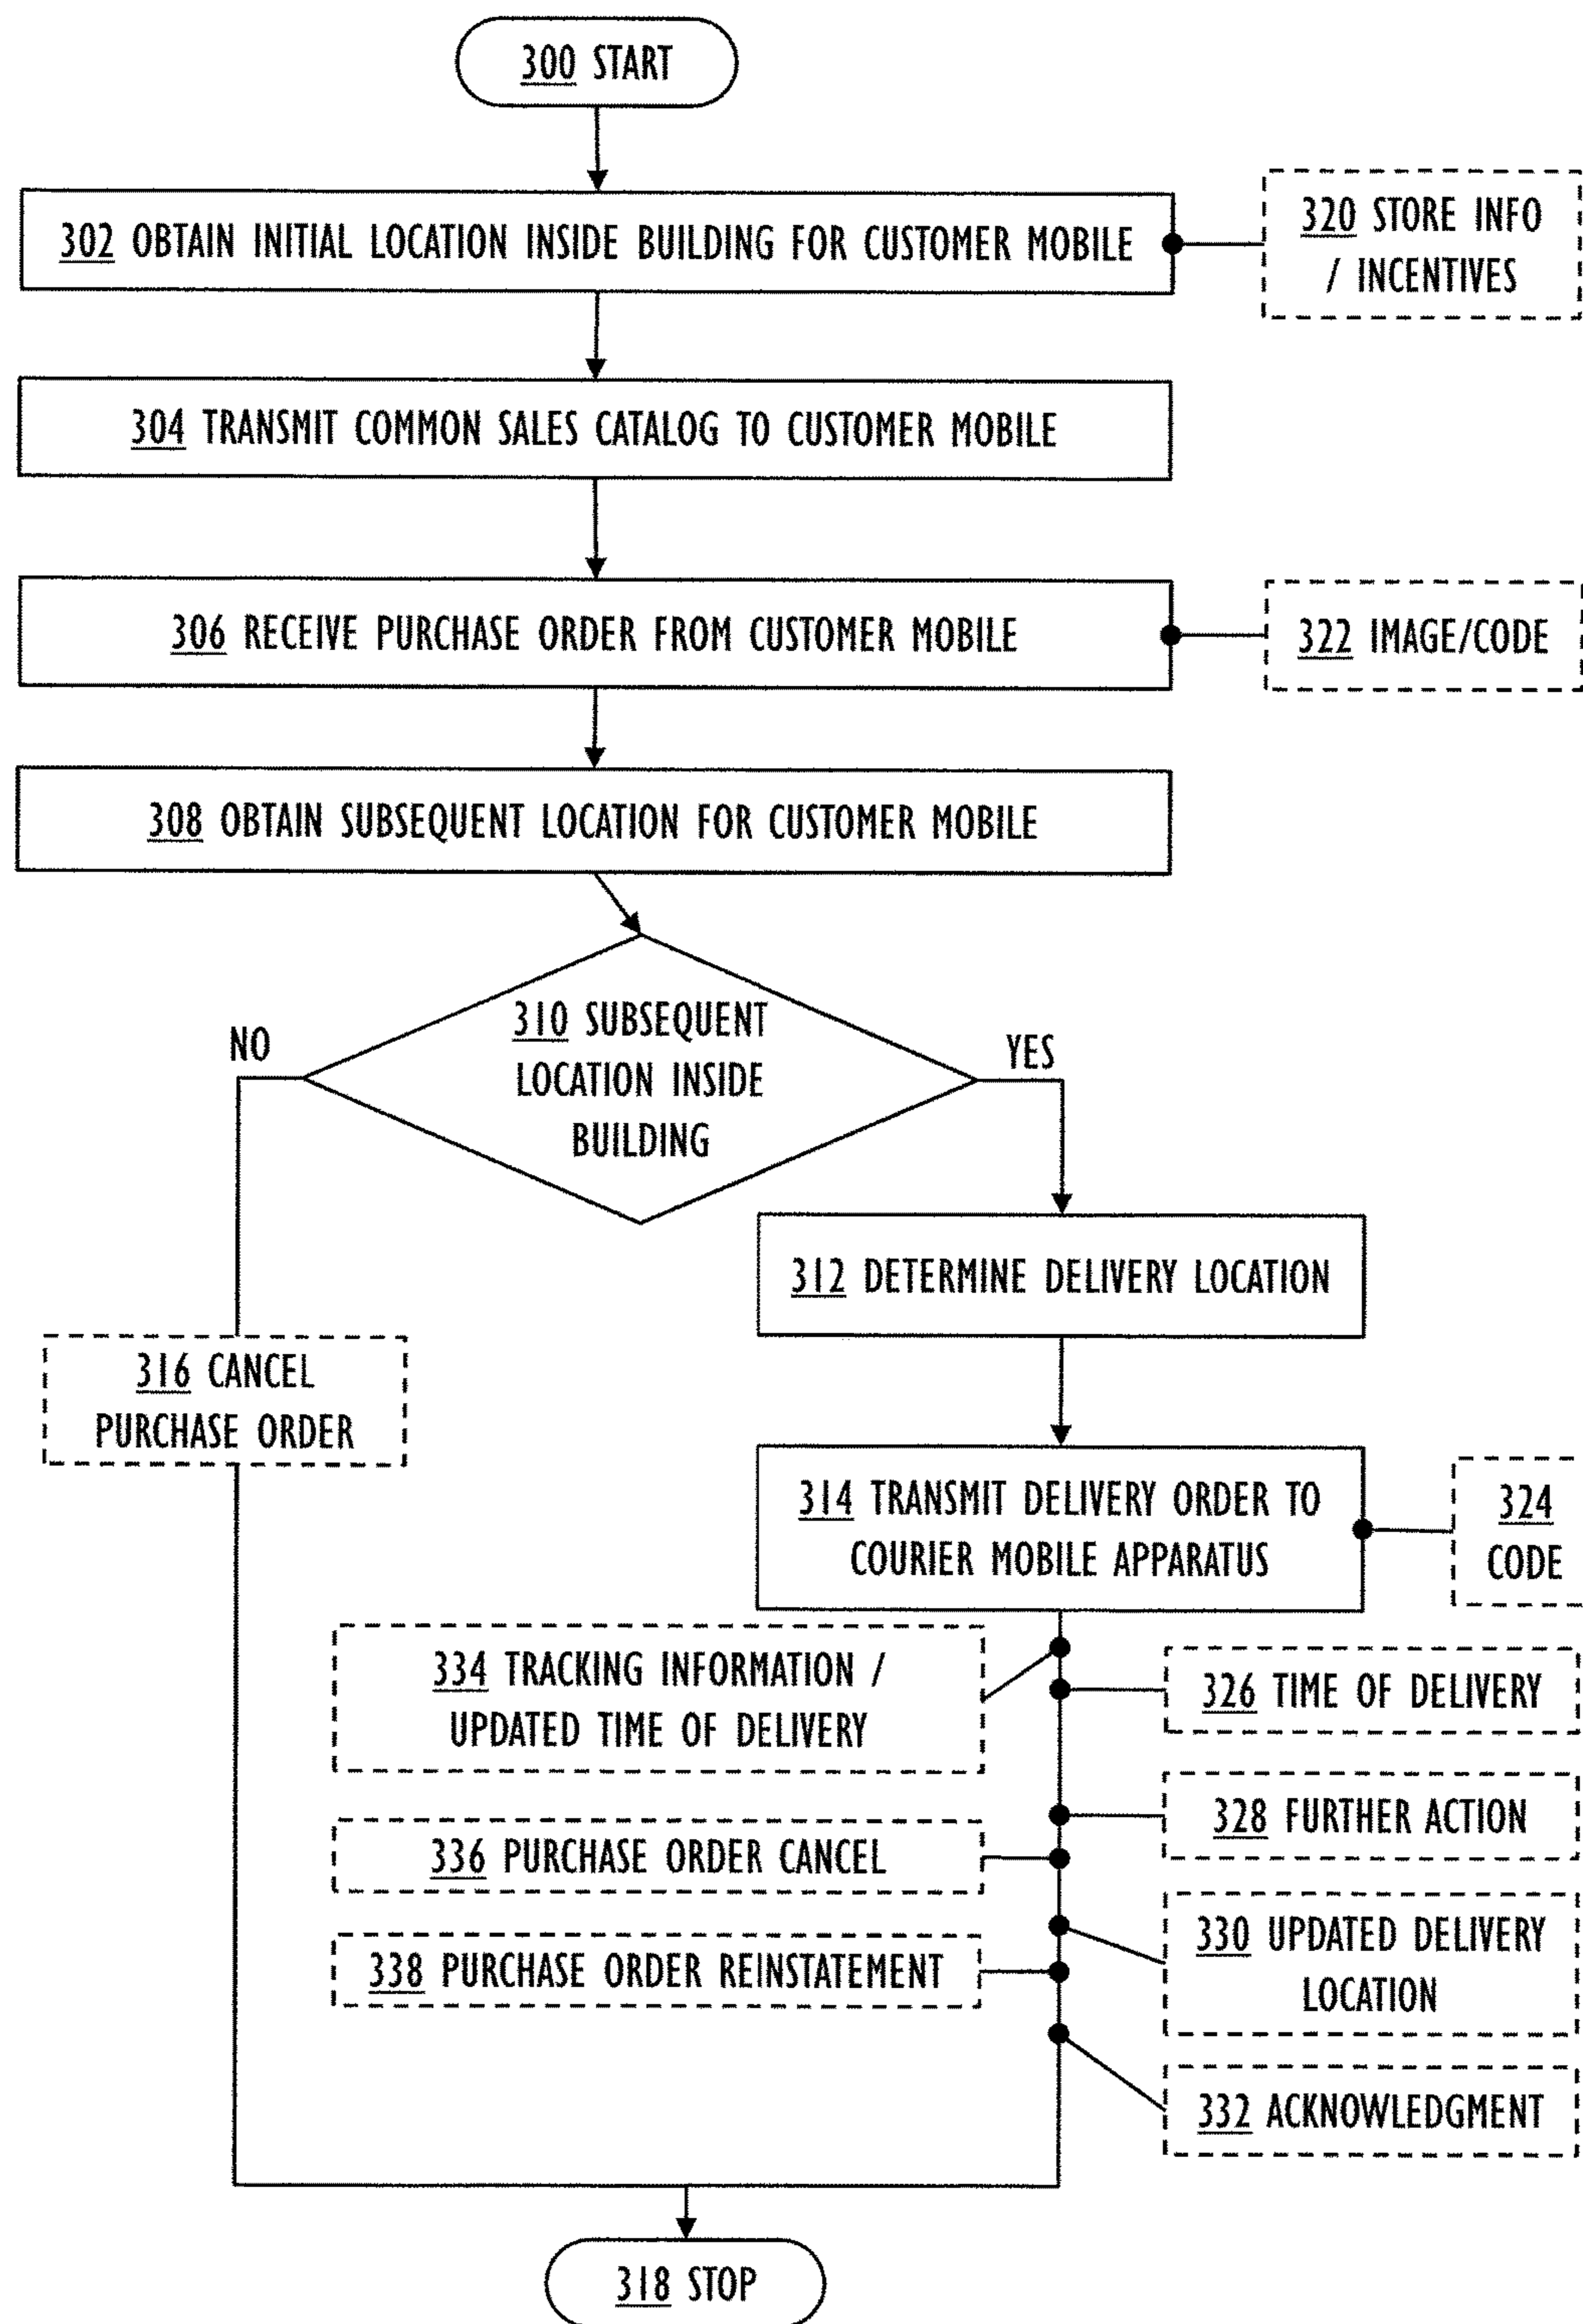 300 START
302 OBTAIN INITIAL LOCATION INSIDE BUILDING FOR CUSTOMER MOBILE
320 STORE INFO
/ INCENTIVES
304 TRANSMIT COMMON SALES CATALOG TO CUSTOMER MOBILE
306 RECEIVE PURCHASE ORDER FROM CUSTOMER MOBILE
322 IMAGE/CODE
308 OBTAIN SUBSEQUENT LOCATION FOR CUSTOMER MOBILE
310 SUBSEQUENT
LOCATION INSIDE
BUILDING
NO
YES
312 DETERMINE DELIVERY LOCATION
316 CANCEL
PURCHASE ORDER
314 TRANSMIT DELIVERY ORDER TO
COURIER MOBILE APPARATUS
324
CODE
334 TRACKING INFORMATION /
UPDATED TIME OF DELIVERY
326 TIME OF DELIVERY
328 FURTHER ACTION
336 PURCHASE ORDER CANCEL
330 UPDATED DELIVERY
LOCATION
338 PURCHASE ORDER REINSTATEMENT
332 ACKNOWLEDGMENT
318 STOP